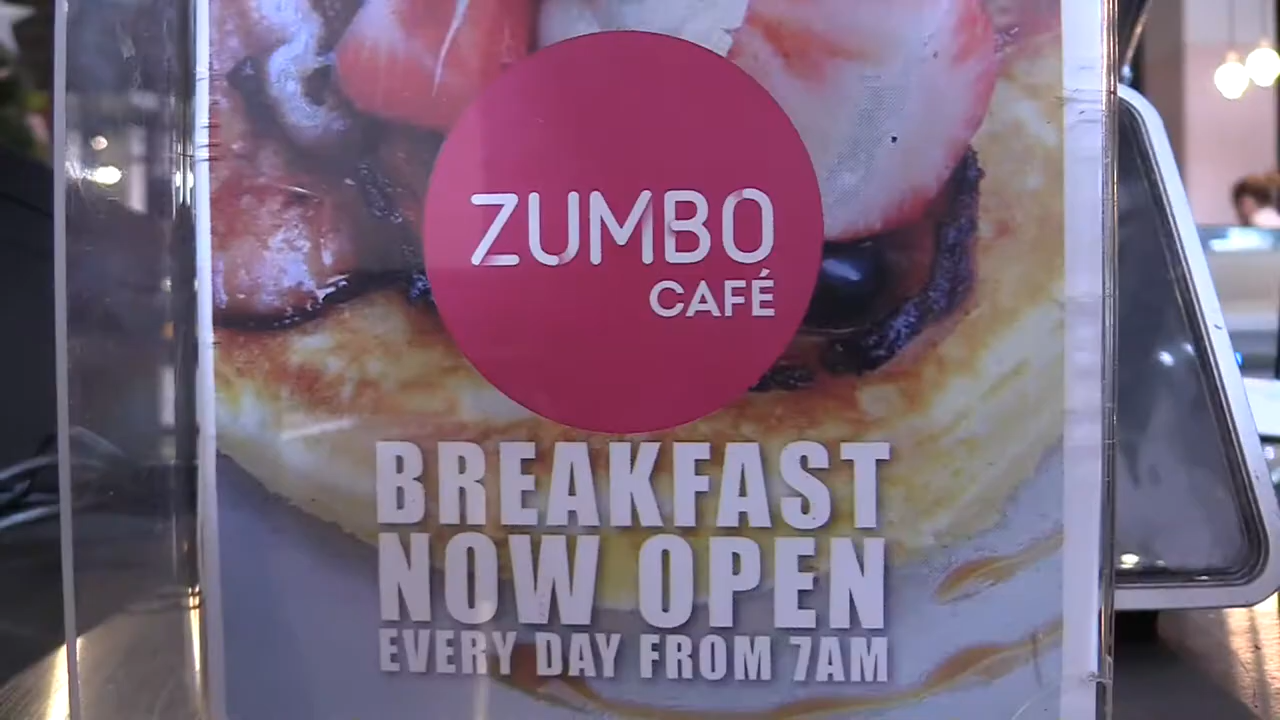 ZUMBO
CAFÉ
BREAKFAST
NOW OPEN
EVERY DAY FROM 7AM